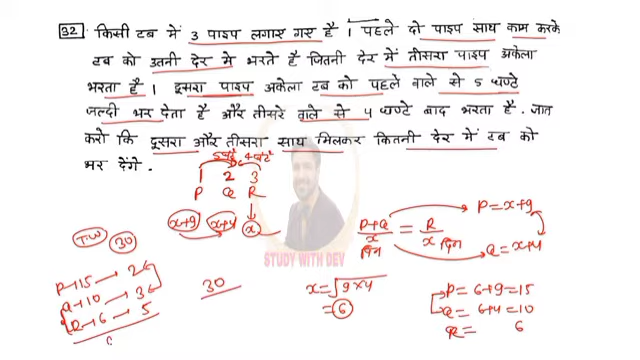 32 किसी टब में 3 पाइप लगाए गए है। पहले दो पाइप साथ काम करके
टब को उतनी देर मे भरते है जितनी देर में तीसरा पाइप अकेला
भरता है। दूसरा पाइप अकेला टब को पहले वाले से 5 घण्टे
जल्दी भर देता है और तीसरे वाले से 4 घण्टे बाद भरता है. ज्ञात
करो कि दूसरा और तीसरा साथ मिलकर कितनी देर में टब को
भर देंगे.
5 घंटे 4 घंटे
1 2 3
P Q R
x+9 x+4 x
P+Q/x दिन = R/x दिन
P=x+9
Q=x+4
T.W 30
P→15→2
Q→10→3
R→6→5
30
x=√9×4
6
P= 6+9=15
Q= 6+4=10
R= 6
STUDY WITH DEV